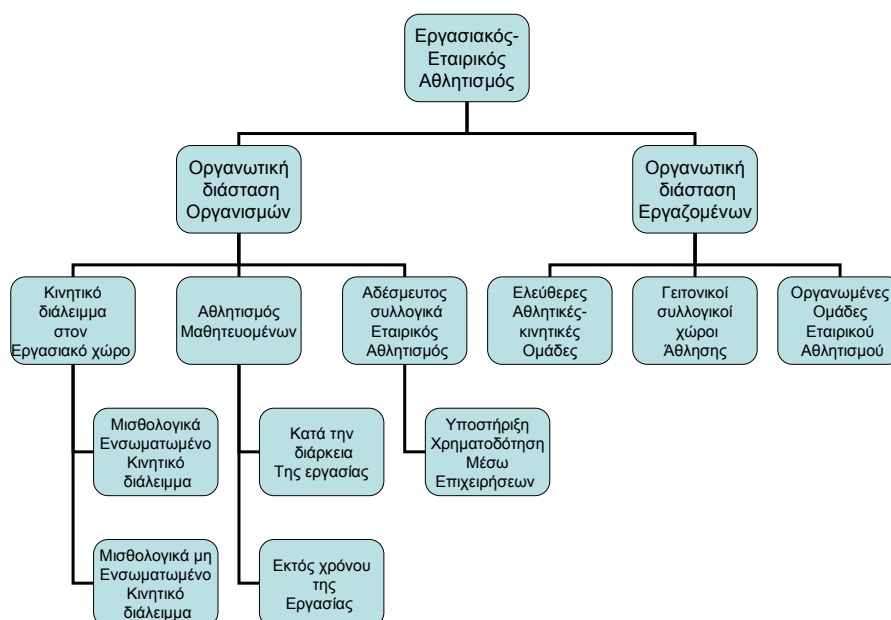 Εργασιακός-
Εταιρικός
Αθλητισμός
Οργανωτική
διάσταση
Οργανισμών
Οργανωτική
διάσταση
Εργαζομένων
Κινητικό
διάλειμμα
στον
Εργασιακό χώρο
Αθλητισμός
Μαθητευομένων
Αδέσμευτος
συλλογικά
Εταιρικός
Αθλητισμός
Ελεύθερες
Αθλητικές-
κινητικές
Ομάδες
Γειτονικοί
συλλογικοί
χώροι
Άθλησης
Οργανωμένες
Ομάδες
Εταιρικού
Αθλητισμού
Μισθολογικά
Ενσωματωμένο
Κινητικό
διάλειμμα
Κατά την
διάρκεια
Της εργασίας
Υποστήριξη
Χρηματοδότηση
Μέσω
Επιχειρήσεων
Μισθολογικά μη
Ενσωματωμένο
Κινητικό
διάλειμμα
Εκτός χρόνου
της
Εργασίας